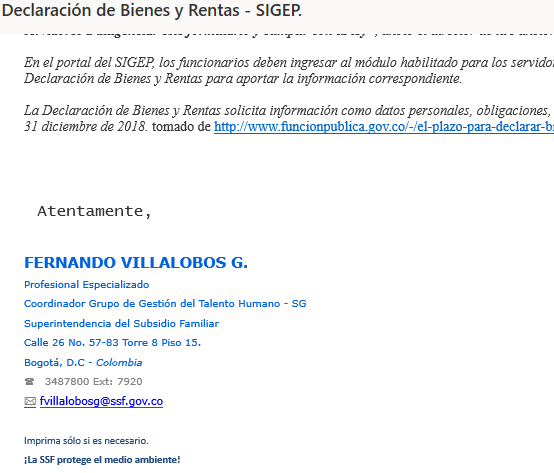 Declaración de Bienes y Rentas - SIGEP.
En el portal del SIGEP, los funcionarios deben ingresar al módulo habilitado para los
Declaración de Bienes y Rentas para aportar la información correspondiente.
La Declaración de Bienes y Rentas solicita información como datos personales, obligaciones,
31 diciembre de 2018. tomado de http://www.funcionpublica.gov.co/-/el-plazo-para-declarar-b
Atentamente,
FERNANDO VILLALOBOS G.
Profesional Especializado
Coordinador Grupo de Gestión del Talento Humano - SG
Superintendencia del Subsidio Familiar
Calle 26 No. 57-83 Torre 8 Piso 15.
Bogotá, D.C - Colombia
☎ 3487800 Ext: 7920
✉ fvillalobosg@ssf.gov.co
Imprima sólo si es necesario.
¡La SSF protege el medio ambiente!